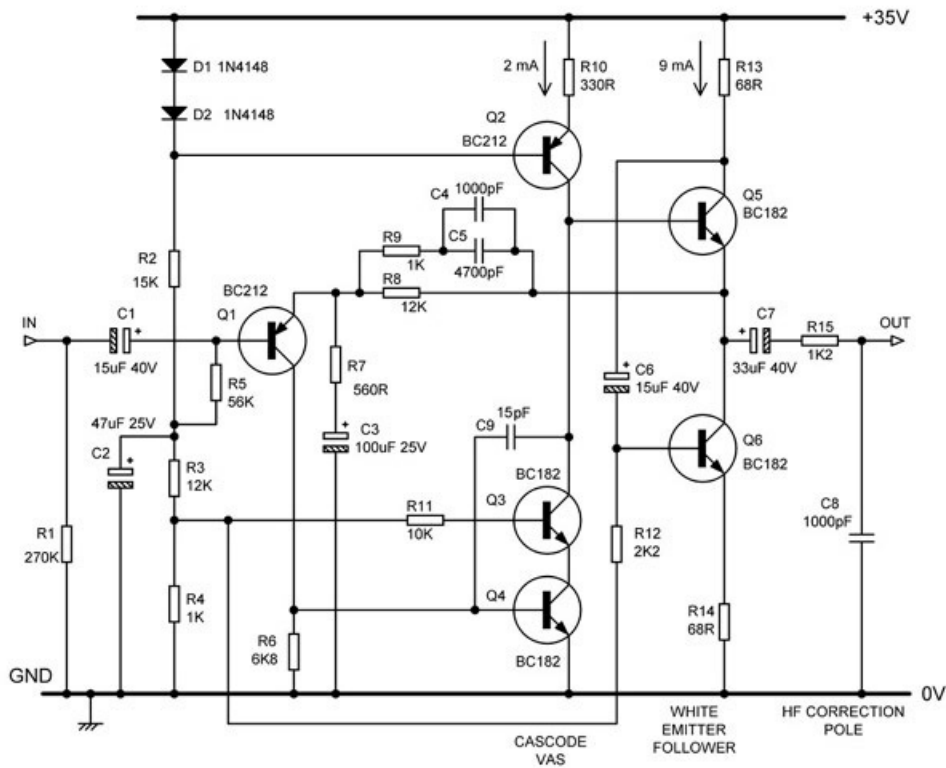 +35V
D1 1N4148
D2 1N4148
2 mA
R10
330R
9 mA
R13
68R
Q2
BC212
C4
1000pF
Q5
BC182
R9
1K
C5
4700pF
R2
15K
R8
12K
BC212
Q1
IN
C1
+
15uF 40V
R5
56K
R7
560R
+
C6
15uF 40V
+
C7
33uF 40V
R15
1K2
OUT
47uF 25V
C2
+
R3
12K
+
C3
100uF 25V
15pF
C9
Q6
BC182
BC182
Q3
R11
10K
R12
2K2
C8
1000pF
R1
270K
R4
1K
Q4
R6
6K8
BC182
R14
68R
GND
0V
CASCODE
VAS
WHITE
EMITTER
FOLLOWER
HF CORRECTION
POLE